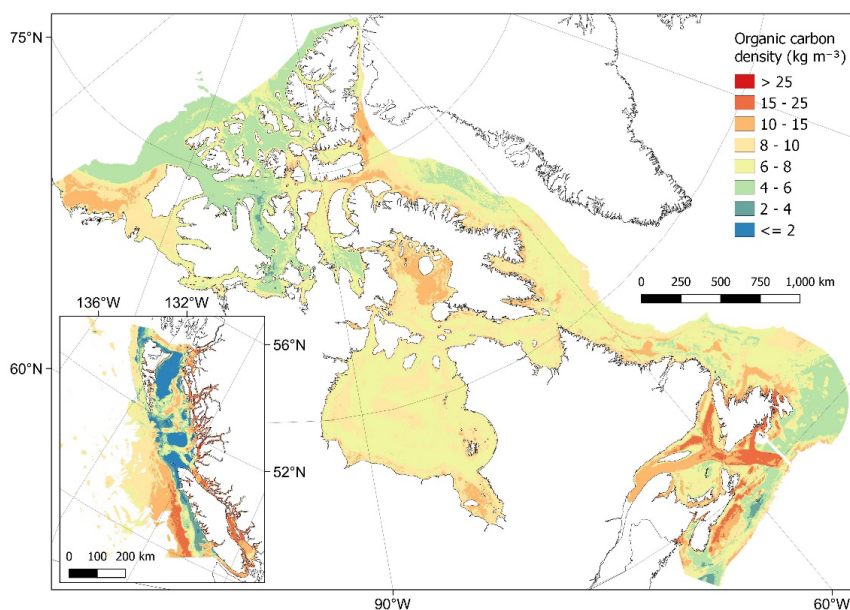 75°N
Organic carbon
density (kg m⁻³)
> 25
15 - 25
10 - 15
8 - 10
6 - 8
4 - 6
2 - 4
<= 2
0 250 500 750 1,000 km
136°W 132°W
56°N
60°N
52°N
0 100 200 km
90°W 60°W